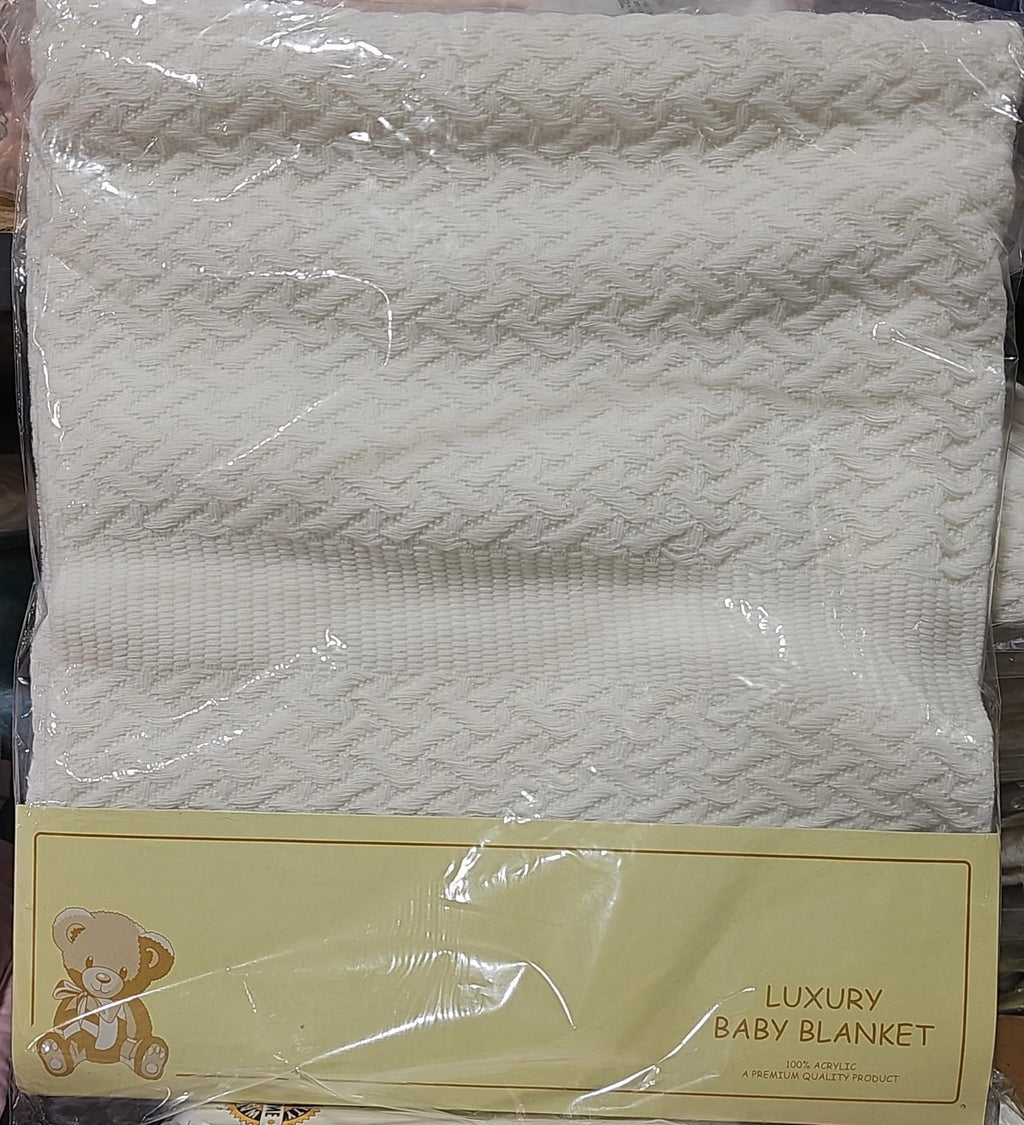 LUXURY
BABY BLANKET
100% ACRYLIC
A PREMIUM QUALITY PRODUCT